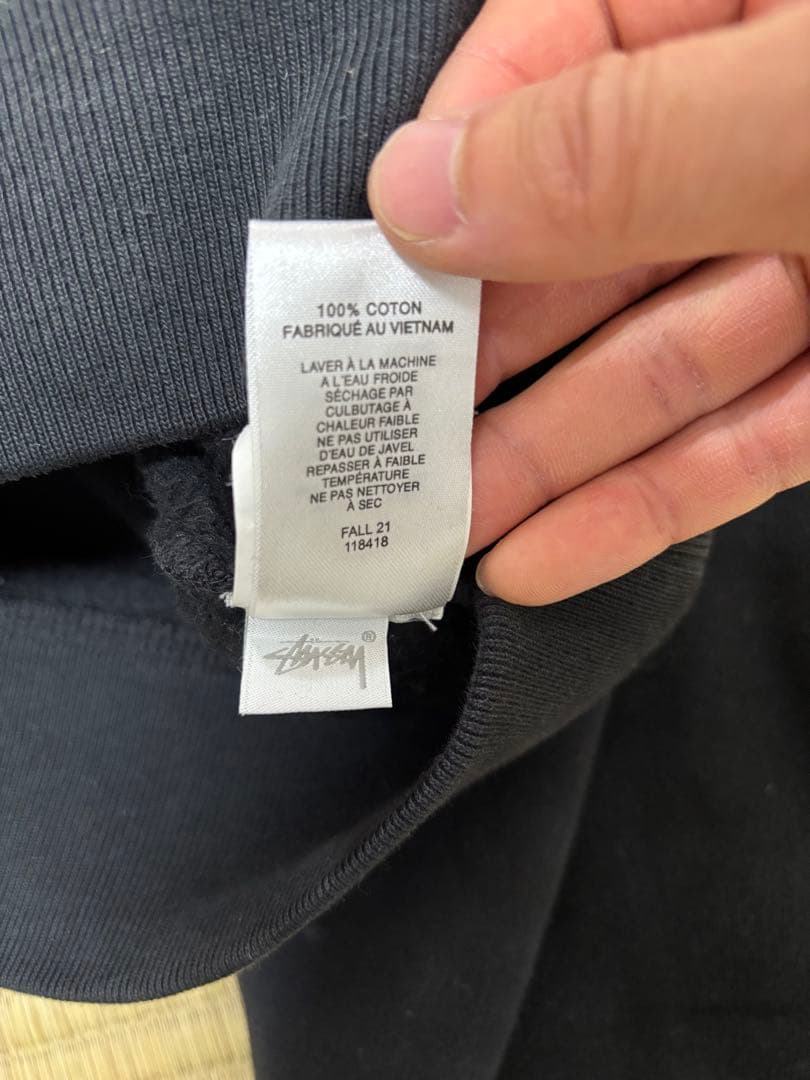 100% COTON
FABRIQUÉ AU VIETNAM
LAVER À LA MACHINE
A L'EAU FROIDE
SÉCHAGE PAR
CULBUTAGE À
CHALEUR FAIBLE
NE PAS UTILISER
D'EAU DE JAVEL
REPASSER À FAIBLE
TEMPÉRATURE
NE PAS NETTOYER
À SEC
FALL 21
118418
stüssy®